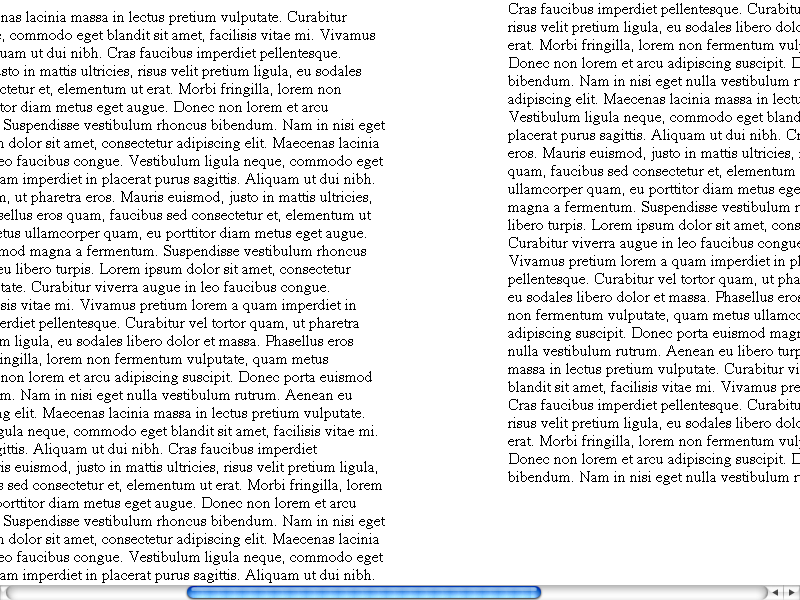 nas lacinia massa in lectus pretium vulputate. Curabitur
, commodo eget blandit sit amet, facilisis vitae mi. Vivamus
uam ut dui nibh. Cras faucibus imperdiet pellentesque.
sto in mattis ultricies, risus velit pretium ligula, eu sodales
ctetur et, elementum ut erat. Morbi fringilla, lorem non
tor diam metus eget augue. Donec non lorem et arcu
Suspendisse vestibulum rhoncus bibendum. Nam in nisi eget
dolor sit amet, consectetur adipiscing elit. Maecenas lacinia
eo faucibus congue. Vestibulum ligula neque, commodo eget
am imperdiet in placerat purus sagittis. Aliquam ut dui nibh.
, ut pharetra eros. Mauris euismod, justo in mattis ultricies,
sellus eros quam, faucibus sed consectetur et, elementum ut
etus ullamcorper quam, eu porttitor diam metus eget augue.
mod magna a fermentum. Suspendisse vestibulum rhoncus
eu libero turpis. Lorem ipsum dolor sit amet, consectetur
tate. Curabitur viverra augue in leo faucibus congue.
sis vitae mi. Vivamus pretium lorem a quam imperdiet in
erdiet pellentesque. Curabitur vel tortor quam, ut pharetra
m ligula, eu sodales libero dolor et massa. Phasellus eros
ingilla, lorem non fermentum vulputate, quam metus
non lorem et arcu adipiscing suscipit. Donec porta euismod
m. Nam in nisi eget nulla vestibulum rutrum. Aenean eu
ng elit. Maecenas lacinia massa in lectus pretium vulputate.
gula neque, commodo eget blandit sit amet, facilisis vitae mi.
gittis. Aliquam ut dui nibh. Cras faucibus imperdiet
is euismod, justo in mattis ultricies, risus velit pretium ligula,
s sed consectetur et, elementum ut erat. Morbi fringilla, lorem
porttitor diam metus eget augue. Donec non lorem et arcu
Suspendisse vestibulum rhoncus bibendum. Nam in nisi eget
dolor sit amet, consectetur adipiscing elit. Maecenas lacinia
eo faucibus congue. Vestibulum ligula neque, commodo eget
am imperdiet in placerat purus sagittis. Aliquam ut dui nibh.
Cras faucibus imperdiet pellentesque. Curabitu
risus velit pretium ligula, eu sodales libero dolo
erat. Morbi fringilla, lorem non fermentum vulp
Donec non lorem et arcu adipiscing suscipit. D
bibendum. Nam in nisi eget nulla vestibulum r
adipiscing elit. Maecenas lacinia massa in lectu
Vestibulum ligula neque, commodo eget bland
placerat purus sagittis. Aliquam ut dui nibh. Cr
eros. Mauris euismod, justo in mattis ultricies,
quam, faucibus sed consectetur et, elementum
ullamcorper quam, eu porttitor diam metus ege
magna a fermentum. Suspendisse vestibulum r
libero turpis. Lorem ipsum dolor sit amet, cons
Curabitur viverra augue in leo faucibus congue
Vivamus pretium lorem a quam imperdiet in pl
pellentesque. Curabitur vel tortor quam, ut pha
eu sodales libero dolor et massa. Phasellus eros
non fermentum vulputate, quam metus ullamco
adipiscing suscipit. Donec porta euismod magn
nulla vestibulum rutrum. Aenean eu libero turp
massa in lectus pretium vulputate. Curabitur vi
blandit sit amet, facilisis vitae mi. Vivamus pre
Cras faucibus imperdiet pellentesque. Curabitu
risus velit pretium ligula, eu sodales libero dolo
erat. Morbi fringilla, lorem non fermentum vulp
Donec non lorem et arcu adipiscing suscipit. D
bibendum. Nam in nisi eget nulla vestibulum r